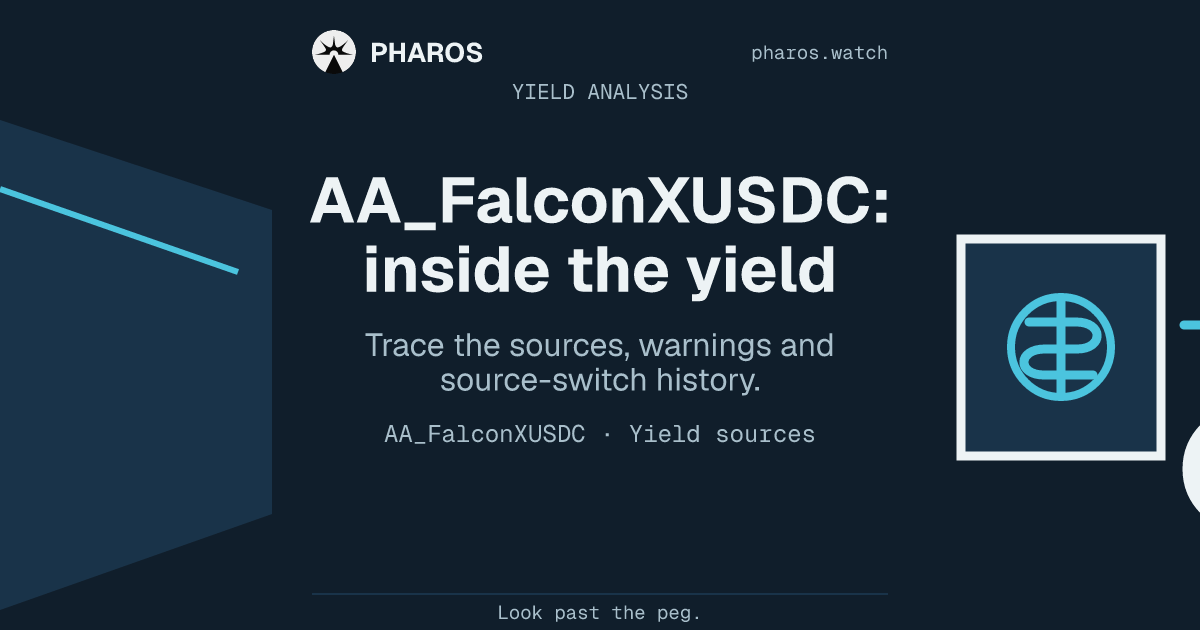 PHAROS
pharos.watch
YIELD ANALYSIS
AA_FalconXUSDC:
inside the yield
Trace the sources, warnings and
source-switch history.
AA_FalconXUSDC · Yield sources
Look past the peg.